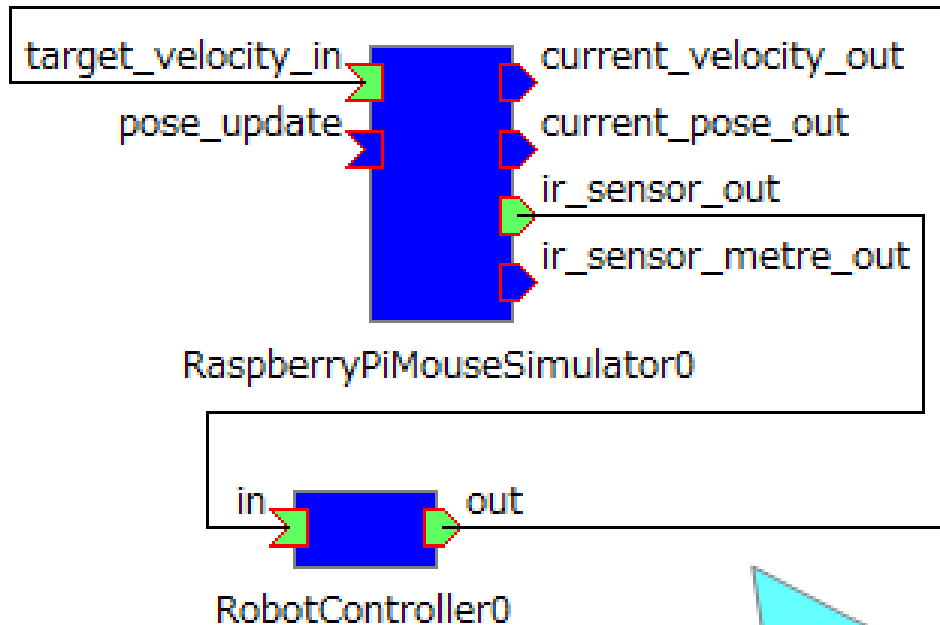 target_velocity_in
current_velocity_out
pose_update
current_pose_out
ir_sensor_out
ir_sensor_metre_out
RaspberryPiMouseSimulator0
in
out
RobotController0